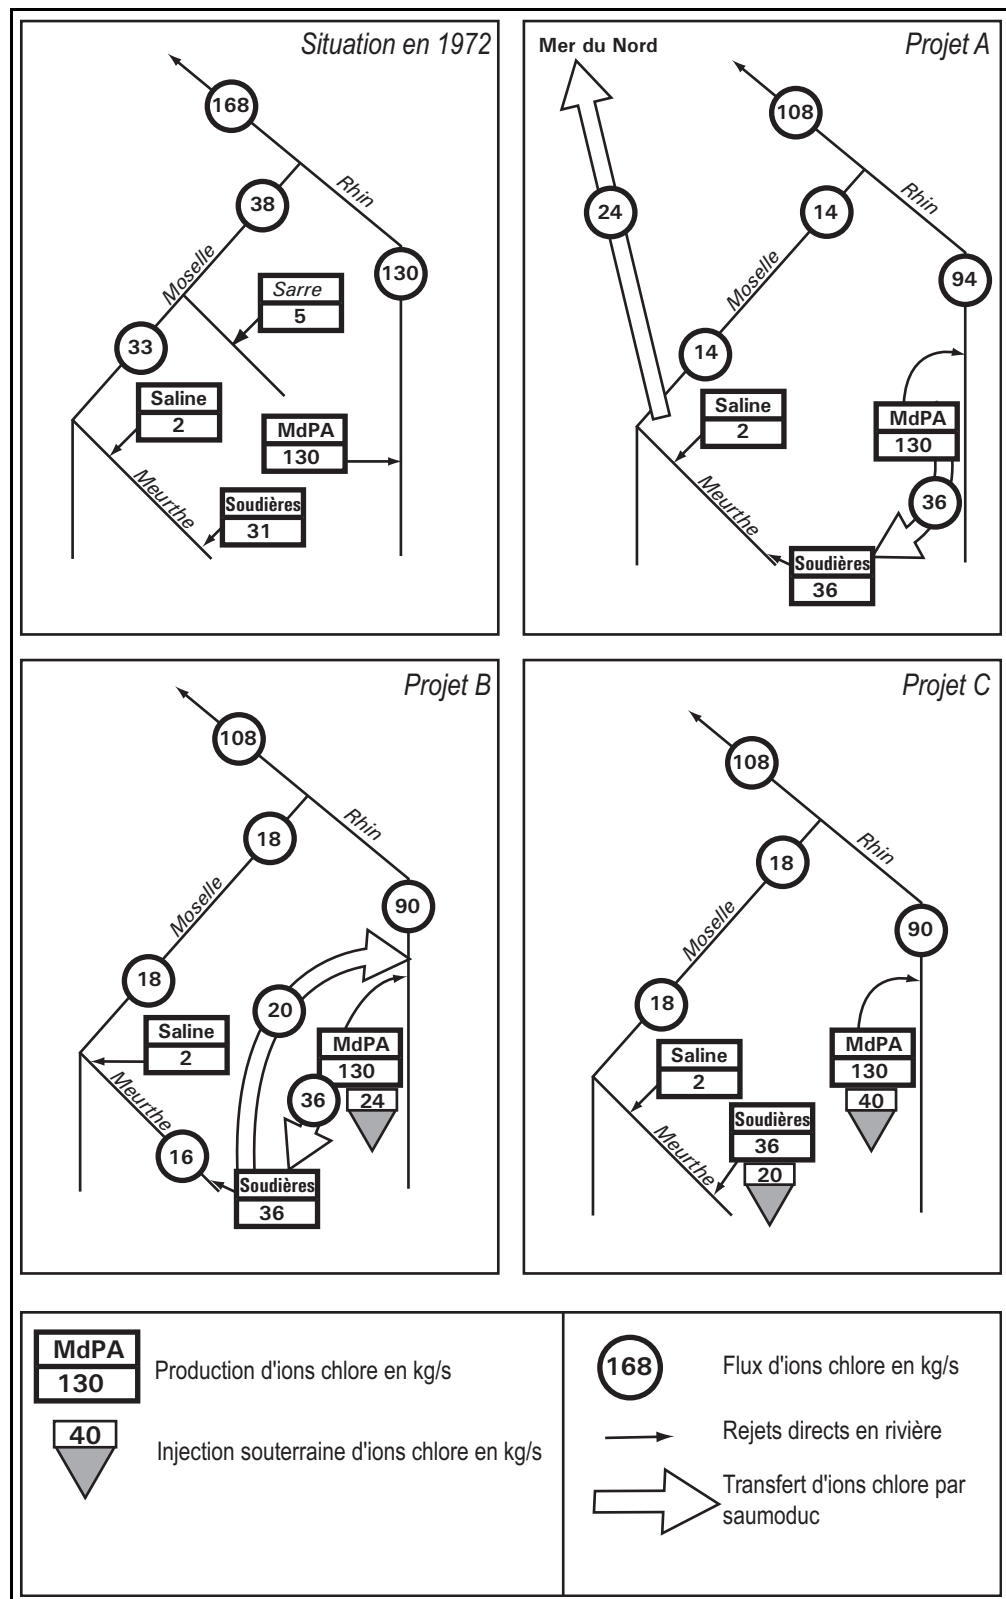 Situation en 1972
168
Rhin
38
130
Moselle
Sarre
5
33
Saline
2
MdPA
130
Meurthe
Soudières
31
Mer du Nord
Projet A
108
Rhin
24
14
94
Moselle
14
Saline
2
MdPA
130
Meurthe
36
Soudières
36
Projet B
108
Rhin
18
90
Moselle
18
20
Saline
2
MdPA
130
24
36
Meurthe
16
Soudières
36
Projet C
108
Rhin
18
90
Moselle
18
Saline
2
MdPA
130
40
Meurthe
Soudières
36
20
MdPA
130
Production d'ions chlore en kg/s
40
Injection souterraine d'ions chlore en kg/s
168
Flux d'ions chlore en kg/s
Rejets directs en rivière
Transfert d'ions chlore par
saumoduc